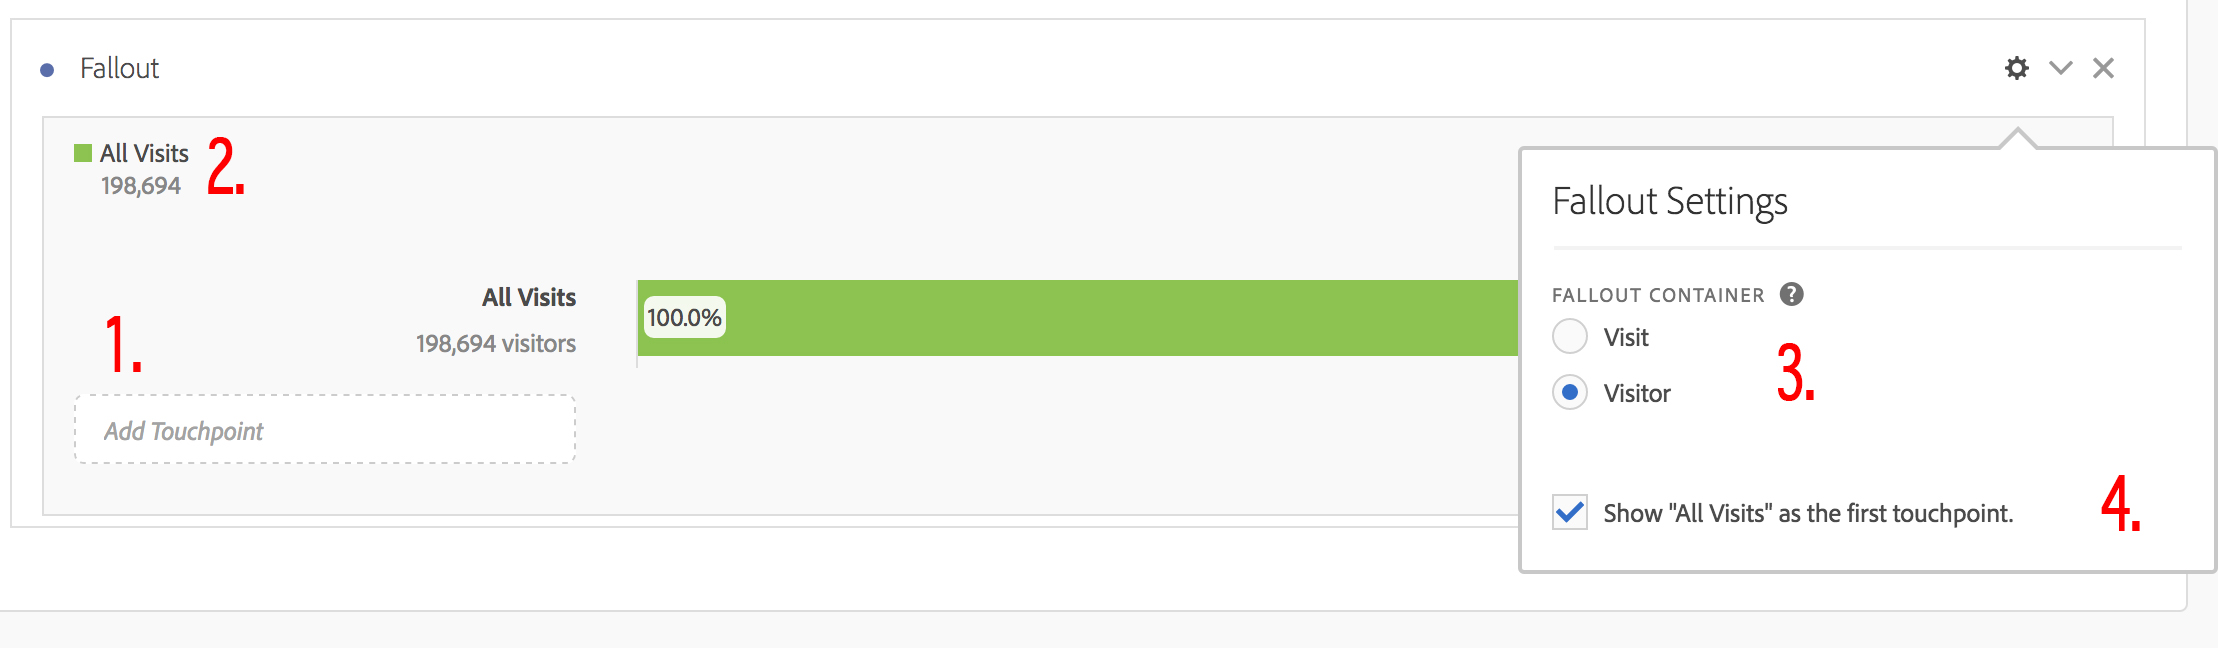 Fallout
All Visits
198,694
2.
1.
All Visits
198,694 visitors
100.0%
Add Touchpoint
Fallout Settings
FALLOUT CONTAINER ?
Visit
Visitor
3.
Show "All Visits" as the first touchpoint.
4.